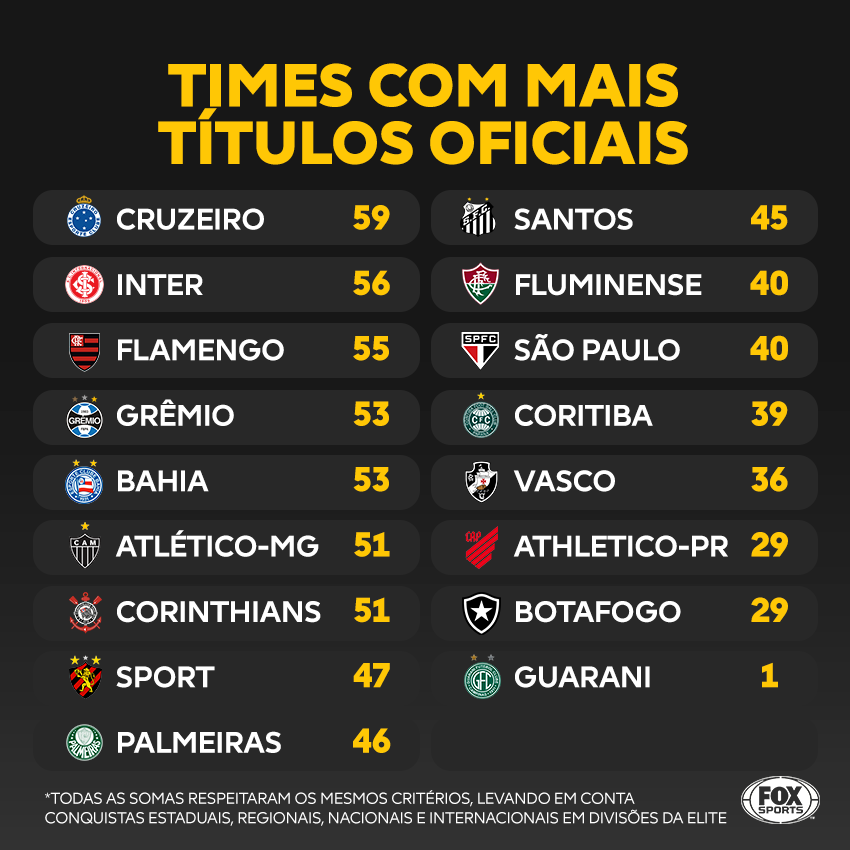 TIMES COM MAIS
TÍTULOS OFICIAIS
CRUZEIRO 59
INTER 56
FLAMENGO 55
GRÊMIO 53
BAHIA 53
ATLÉTICO-MG 51
CORINTHIANS 51
SPORT 47
PALMEIRAS 46
SANTOS 45
FLUMINENSE 40
SPFC
SÃO PAULO 40
CFC
CORITIBA 39
VASCO 36
CAP
ATHLETICO-PR 29
BOTAFOGO 29
GUARANI 1
*TODAS AS SOMAS RESPEITARAM OS MESMOS CRITÉRIOS, LEVANDO EM CONTA
CONQUISTAS ESTADUAIS, REGIONAIS, NACIONAIS E INTERNACIONAIS EM DIVISÕES DA ELITE
FOX
SPORTS